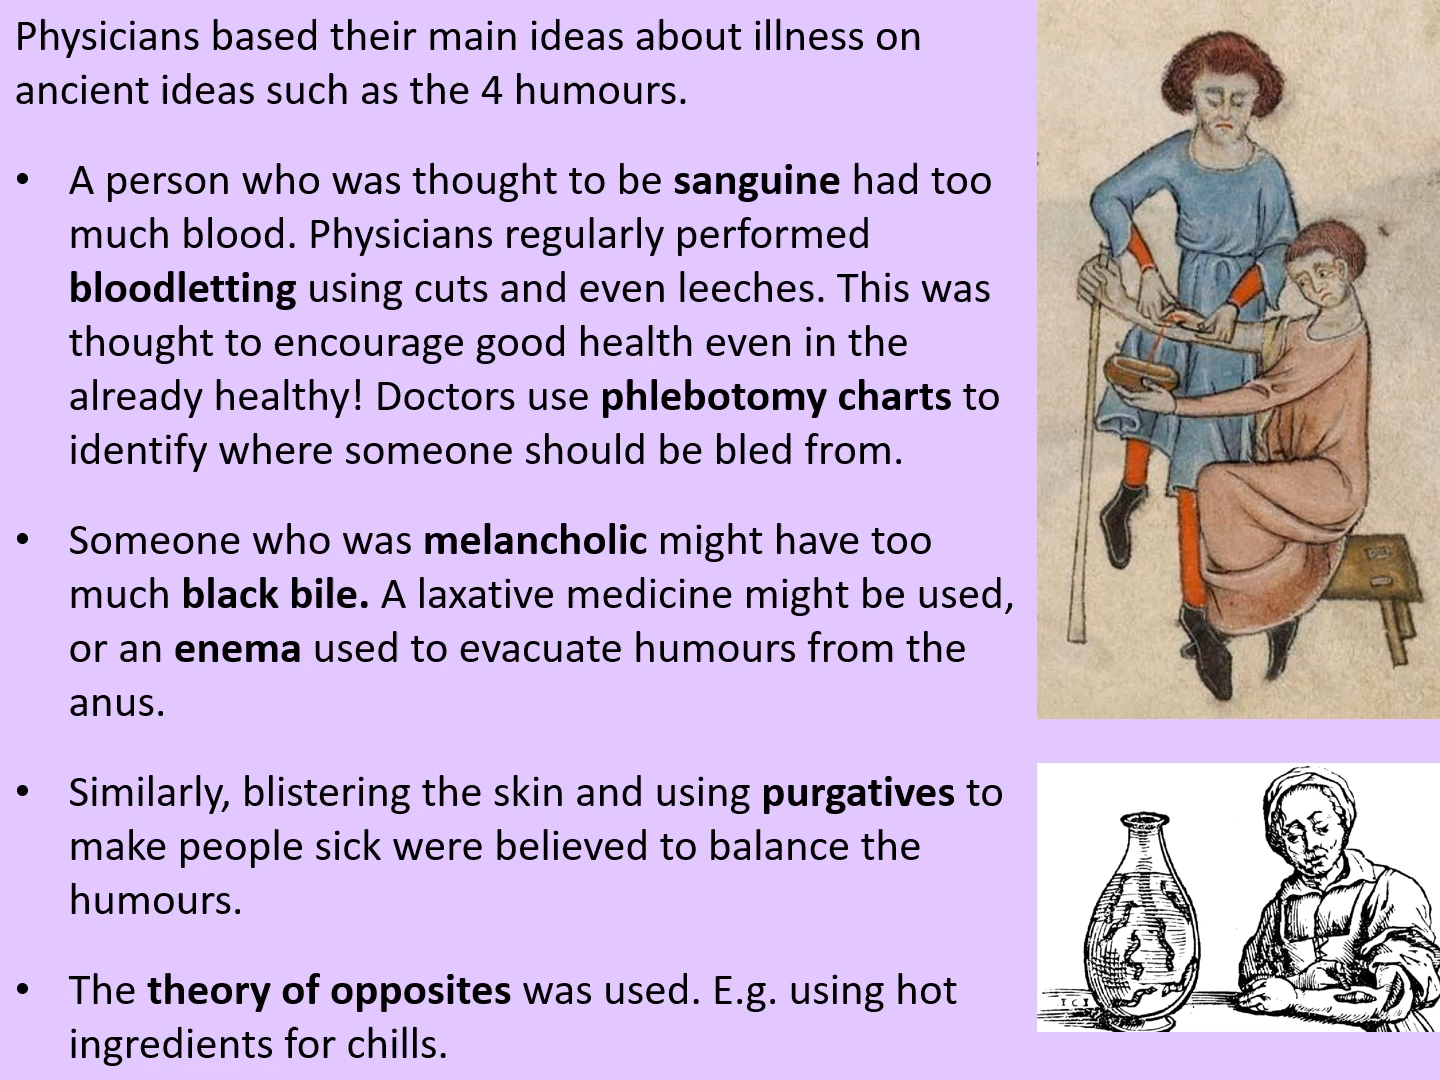 Physicians based their main ideas about illness on
ancient ideas such as the 4 humours.
• A person who was thought to be sanguine had too
much blood. Physicians regularly performed
bloodletting using cuts and even leeches. This was
thought to encourage good health even in the
already healthy! Doctors use phlebotomy charts to
identify where someone should be bled from.
• Someone who was melancholic might have too
much black bile. A laxative medicine might be used,
or an enema used to evacuate humours from the
anus.
• Similarly, blistering the skin and using purgatives to
make people sick were believed to balance the
humours.
• The theory of opposites was used. E.g. using hot
ingredients for chills.